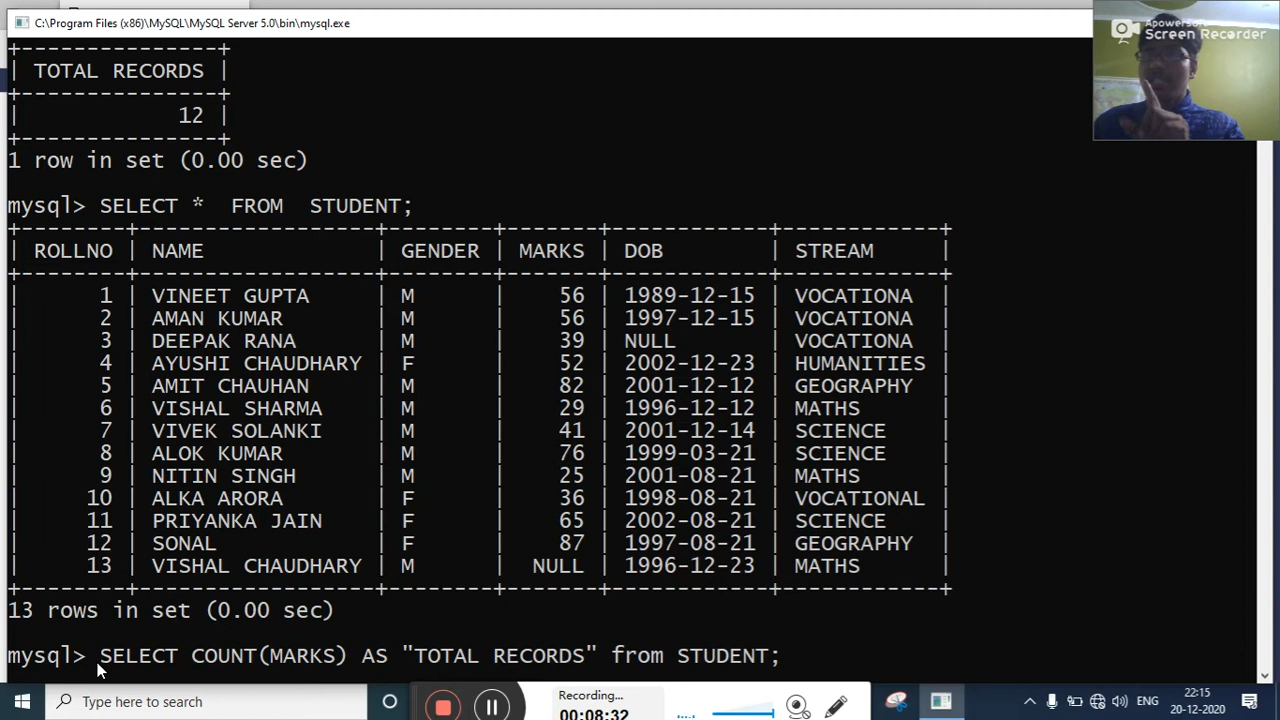 C:\Program Files (x86)\MySQL\MySQL Server 5.0\bin\mysql.exe
Apowersoft
Screen Recorder
+---------------+
| TOTAL RECORDS |
+---------------+
|            12 |
+---------------+
1 row in set (0.00 sec)
mysql> SELECT *  FROM  STUDENT;
+--------+------------------+--------+-------+------------+------------+
| ROLLNO | NAME             | GENDER | MARKS | DOB        | STREAM     |
+--------+------------------+--------+-------+------------+------------+
|      1 | VINEET GUPTA     | M      |    56 | 1989-12-15 | VOCATIONA  |
|      2 | AMAN KUMAR       | M      |    56 | 1997-12-15 | VOCATIONA  |
|      3 | DEEPAK RANA      | M      |    39 | NULL       | VOCATIONA  |
|      4 | AYUSHI CHAUDHARY | F      |    52 | 2002-12-23 | HUMANITIES |
|      5 | AMIT CHAUHAN     | M      |    82 | 2001-12-12 | GEOGRAPHY  |
|      6 | VISHAL SHARMA    | M      |    29 | 1996-12-12 | MATHS      |
|      7 | VIVEK SOLANKI    | M      |    41 | 2001-12-14 | SCIENCE    |
|      8 | ALOK KUMAR       | M      |    76 | 1999-03-21 | SCIENCE    |
|      9 | NITIN SINGH      | M      |    25 | 2001-08-21 | MATHS      |
|     10 | ALKA ARORA       | F      |    36 | 1998-08-21 | VOCATIONAL |
|     11 | PRIYANKA JAIN    | F      |    65 | 2002-08-21 | SCIENCE    |
|     12 | SONAL            | F      |    87 | 1997-08-21 | GEOGRAPHY  |
|     13 | VISHAL CHAUDHARY | M      |  NULL | 1996-12-23 | MATHS      |
+--------+------------------+--------+-------+------------+------------+
13 rows in set (0.00 sec)
mysql> SELECT COUNT(MARKS) AS "TOTAL RECORDS" from STUDENT;
Type here to search
Recording...
00:08:32
ENG
22:15
20-12-2020